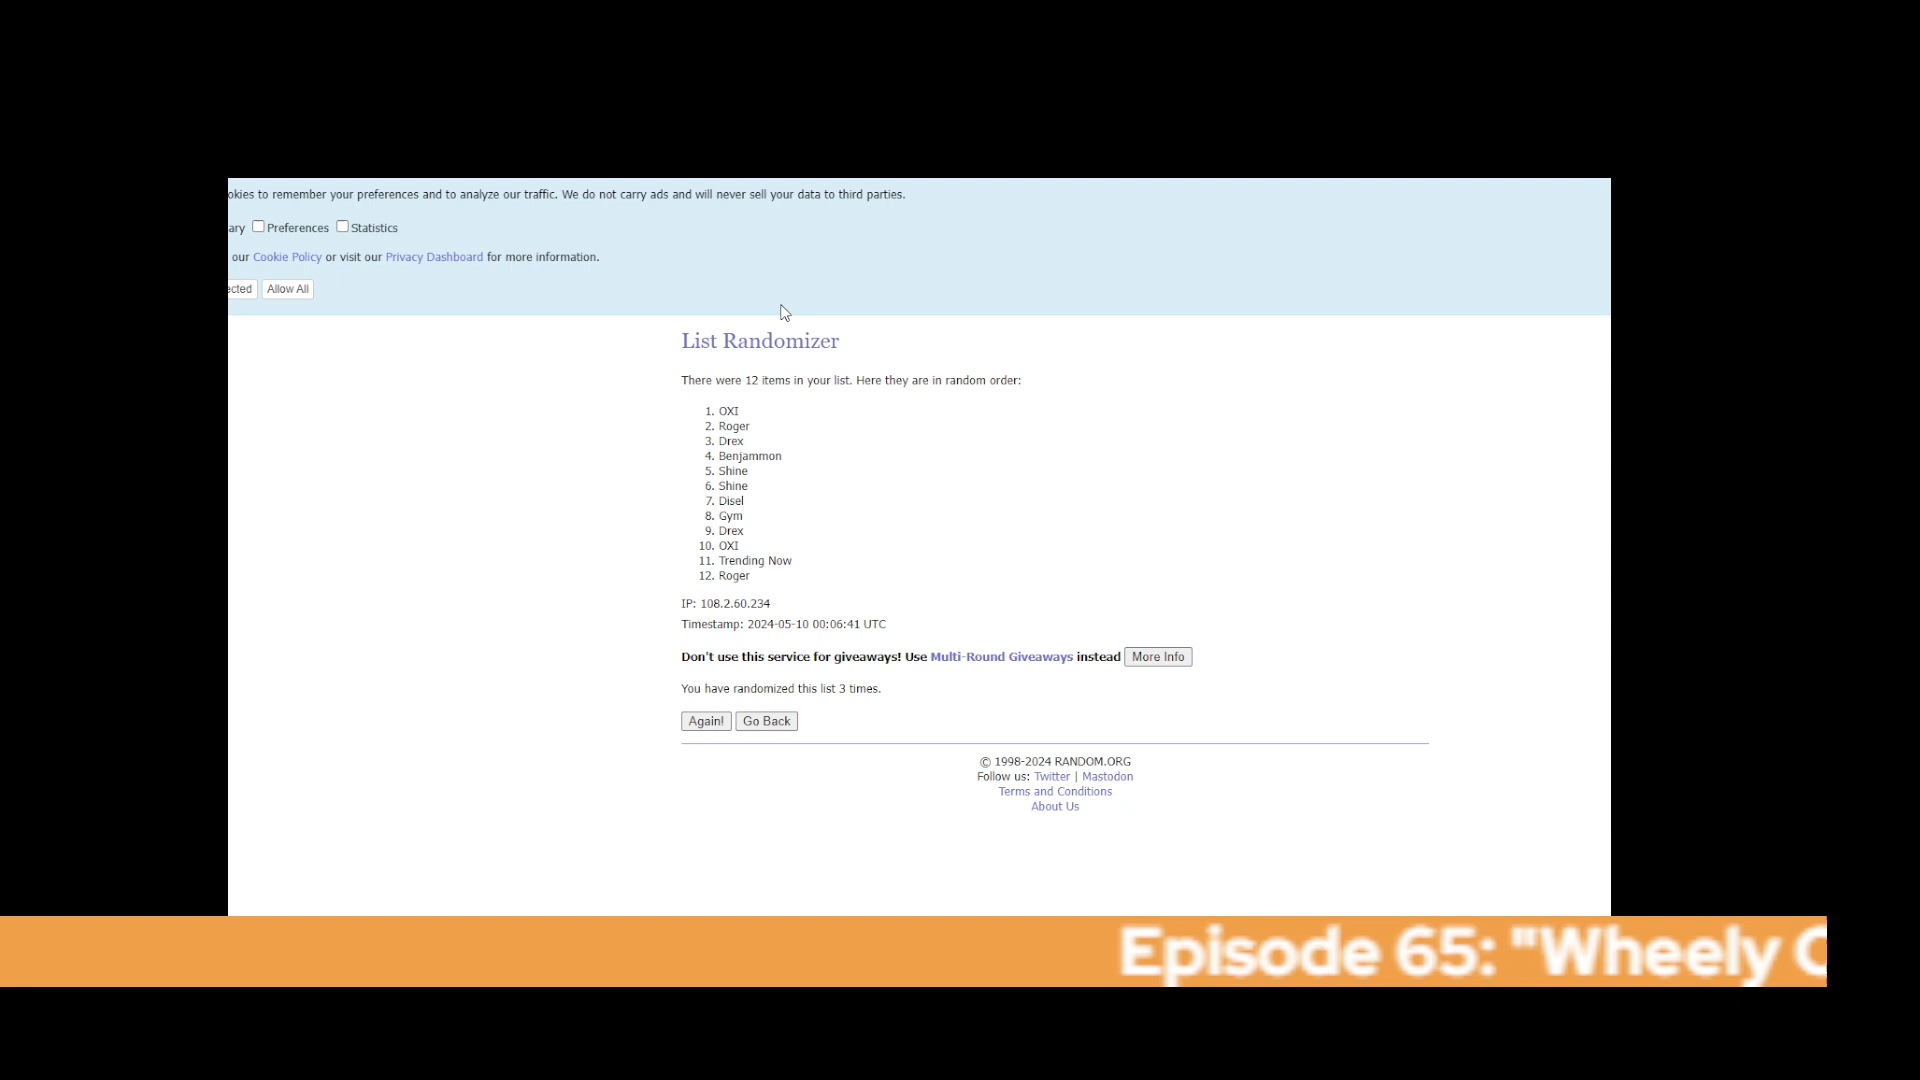 okies to remember your preferences and to analyze our traffic. We do not carry ads and will never sell your data to third parties.
ary Preferences Statistics
our Cookie Policy or visit our Privacy Dashboard for more information.
ected Allow All
List Randomizer
There were 12 items in your list. Here they are in random order:
1. OXI
2. Roger
3. Drex
4. Benjammon
5. Shine
6. Shine
7. Disel
8. Gym
9. Drex
10. OXI
11. Trending Now
12. Roger
IP: 108.2.60.234
Timestamp: 2024-05-10 00:06:41 UTC
Don't use this service for giveaways! Use Multi-Round Giveaways instead More Info
You have randomized this list 3 times.
Again! Go Back
© 1998-2024 RANDOM.ORG
Follow us: Twitter | Mastodon
Terms and Conditions
About Us
Episode 65: "Wheely